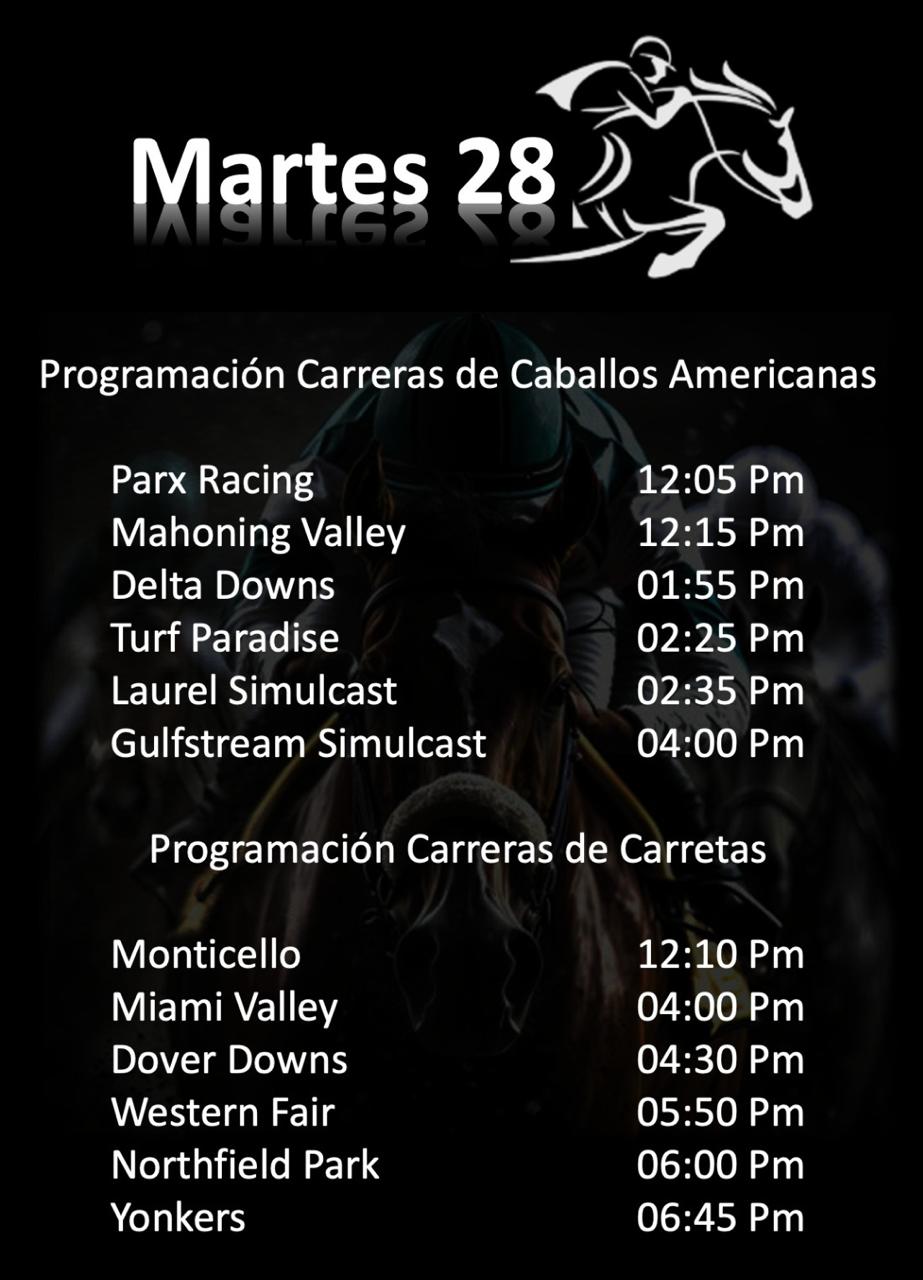 Martes 28
Programación Carreras de Caballos Americanas
Parx Racing 12:05 Pm
Mahoning Valley 12:15 Pm
Delta Downs 01:55 Pm
Turf Paradise 02:25 Pm
Laurel Simulcast 02:35 Pm
Gulfstream Simulcast 04:00 Pm
Programación Carreras de Carretas
Monticello 12:10 Pm
Miami Valley 04:00 Pm
Dover Downs 04:30 Pm
Western Fair 05:50 Pm
Northfield Park 06:00 Pm
Yonkers 06:45 Pm